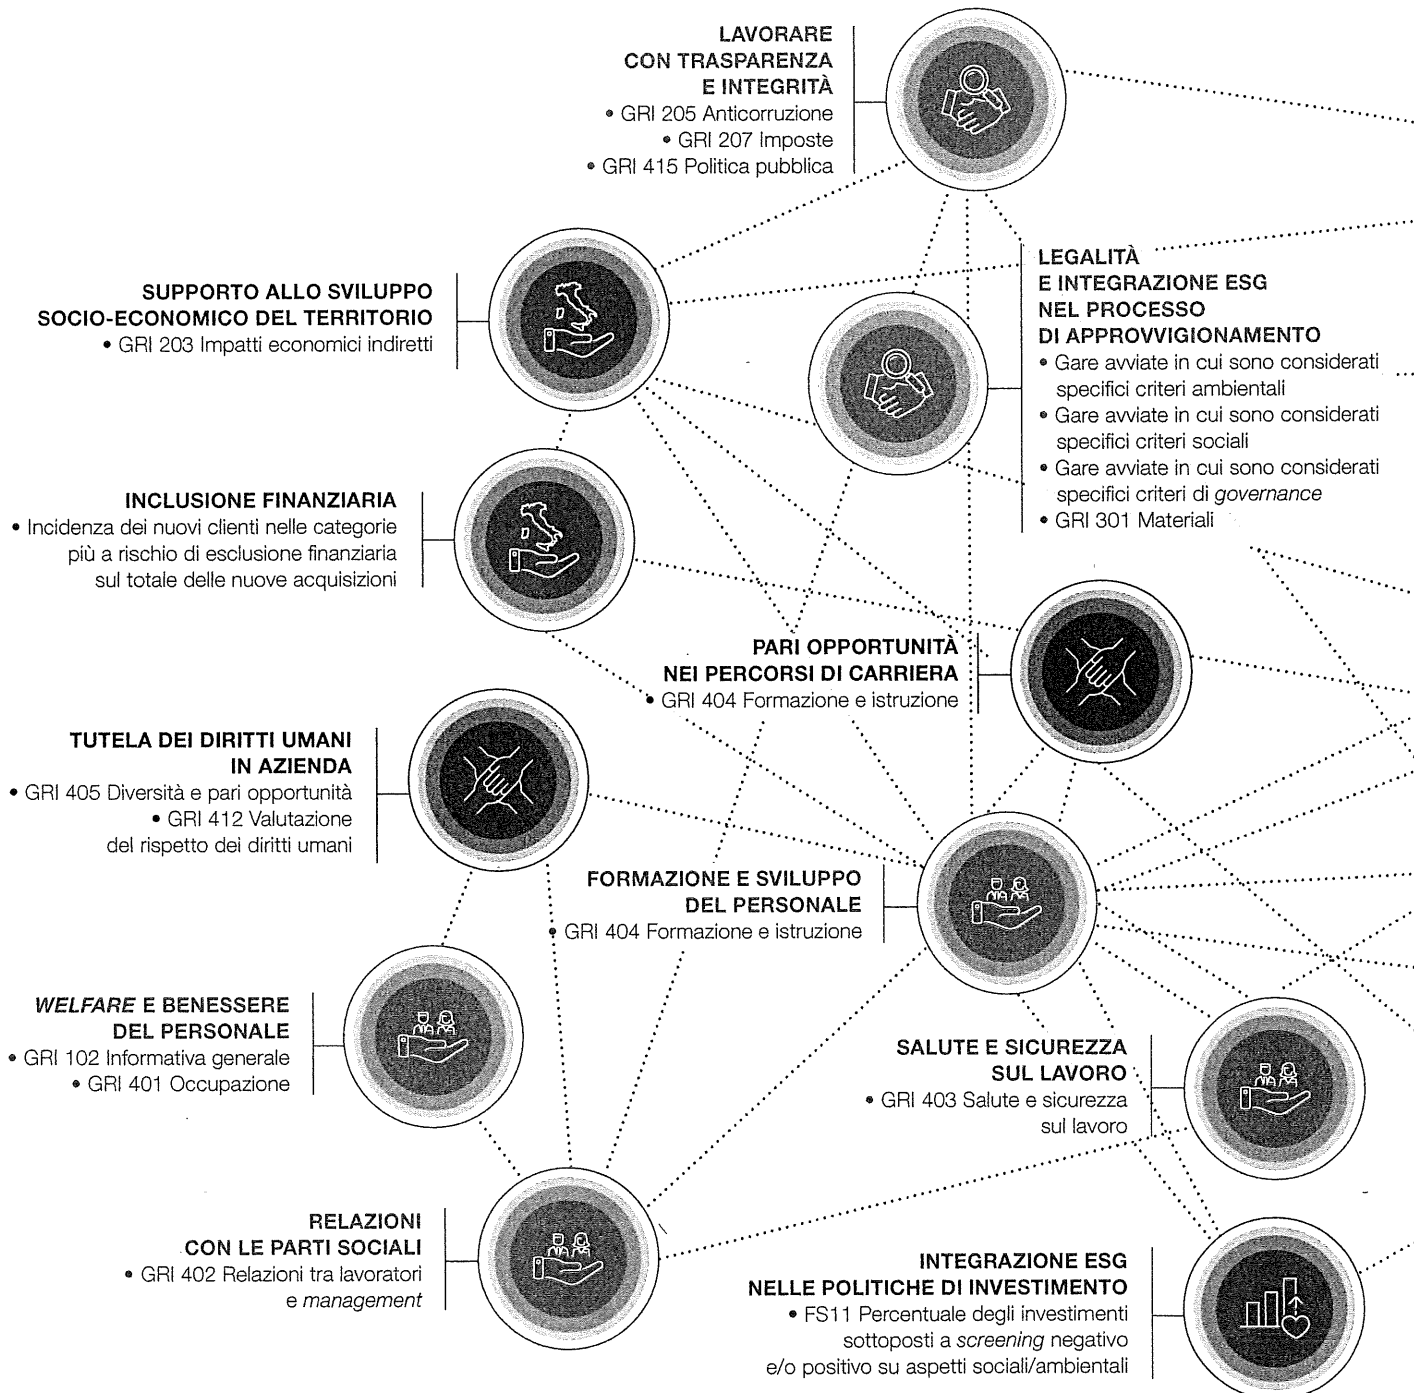 LAVORARE
CON TRASPARENZA
E INTEGRITÀ
• GRI 205 Anticorruzione
• GRI 207 Imposte
• GRI 415 Politica pubblica
SUPPORTO ALLO SVILUPPO
SOCIO-ECONOMICO DEL TERRITORIO
• GRI 203 Impatti economici indiretti
LEGALITÀ
E INTEGRAZIONE ESG
NEL PROCESSO
DI APPROVVIGIONAMENTO
• Gare avviate in cui sono considerati
specifici criteri ambientali
• Gare avviate in cui sono considerati
specifici criteri sociali
• Gare avviate in cui sono considerati
specifici criteri di governance
• GRI 301 Materiali
INCLUSIONE FINANZIARIA
• Incidenza dei nuovi clienti nelle categorie
più a rischio di esclusione finanziaria
sul totale delle nuove acquisizioni
PARI OPPORTUNITÀ
NEI PERCORSI DI CARRIERA
• GRI 404 Formazione e istruzione
TUTELA DEI DIRITTI UMANI
IN AZIENDA
• GRI 405 Diversità e pari opportunità
• GRI 412 Valutazione
del rispetto dei diritti umani
FORMAZIONE E SVILUPPO
DEL PERSONALE
• GRI 404 Formazione e istruzione
WELFARE E BENESSERE
DEL PERSONALE
• GRI 102 Informativa generale
• GRI 401 Occupazione
SALUTE E SICUREZZA
SUL LAVORO
• GRI 403 Salute e sicurezza
sul lavoro
RELAZIONI
CON LE PARTI SOCIALI
• GRI 402 Relazioni tra lavoratori
e management
INTEGRAZIONE ESG
NELLE POLITICHE DI INVESTIMENTO
• FS11 Percentuale degli investimenti
sottoposti a screening negativo
e/o positivo su aspetti sociali/ambientali